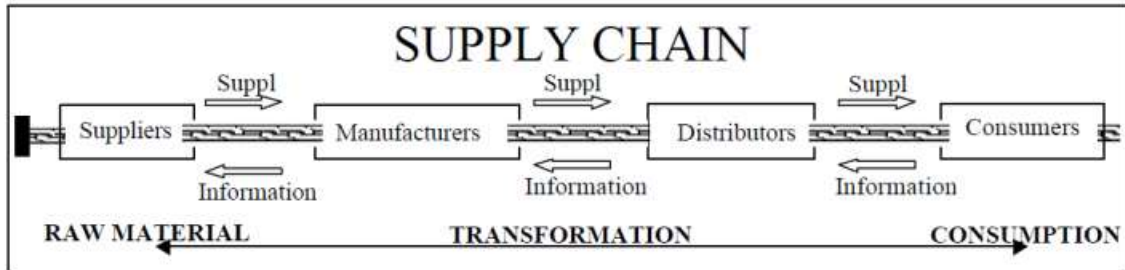 SUPPLY CHAIN
Suppl Suppl Suppl
Suppliers Manufacturers Distributors Consumers
Information Information Information
RAW MATERIAL TRANSFORMATION CONSUMPTION